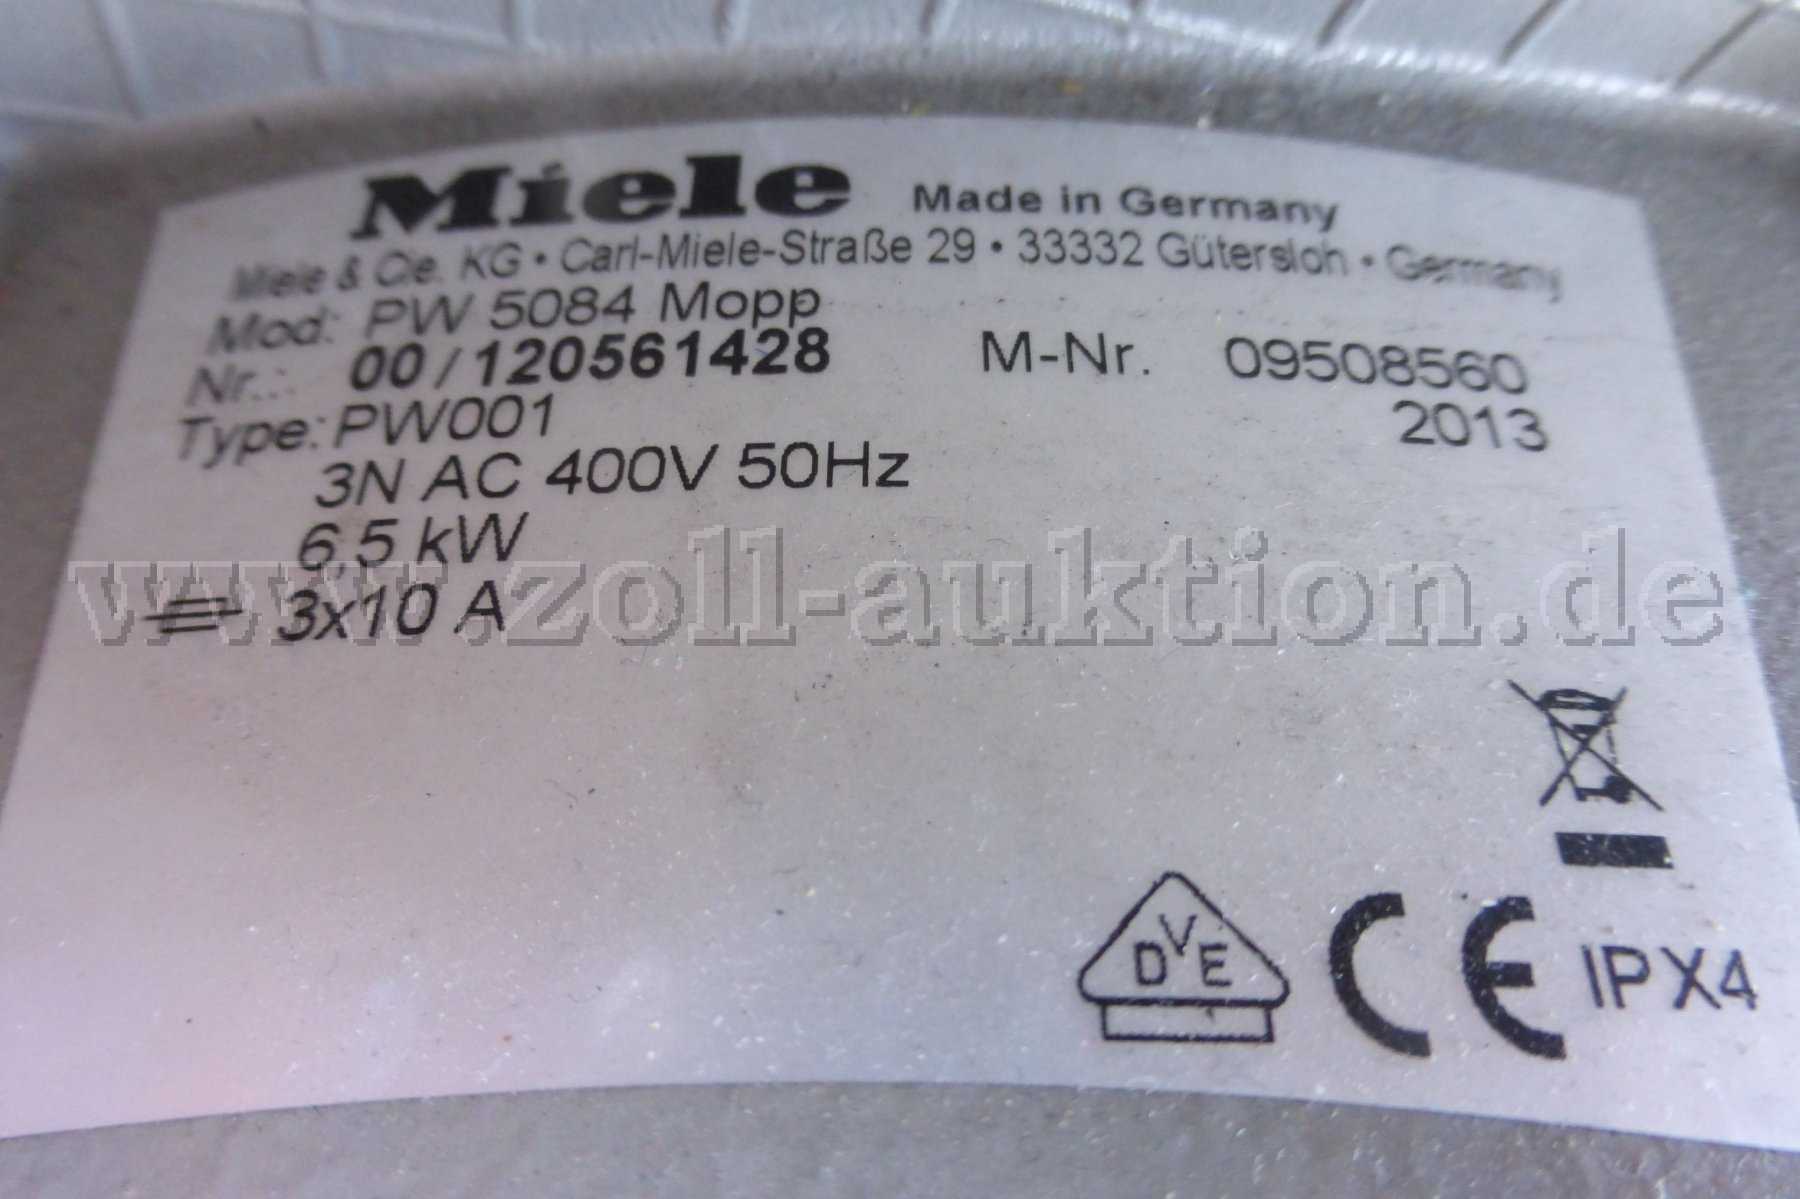 Miele Made in Germany
Miele & Cie. KG • Carl-Miele-Straße 29 • 33332 Gütersloh • Germany
Mod: PW 5084 Mopp
Nr.: 00/120561428 M-Nr. 09508560
Type: PW001 2013
3N AC 400V 50Hz
6,5 kW
3x10 A
www.zoll-auktion.de
DVE
CE IPX4